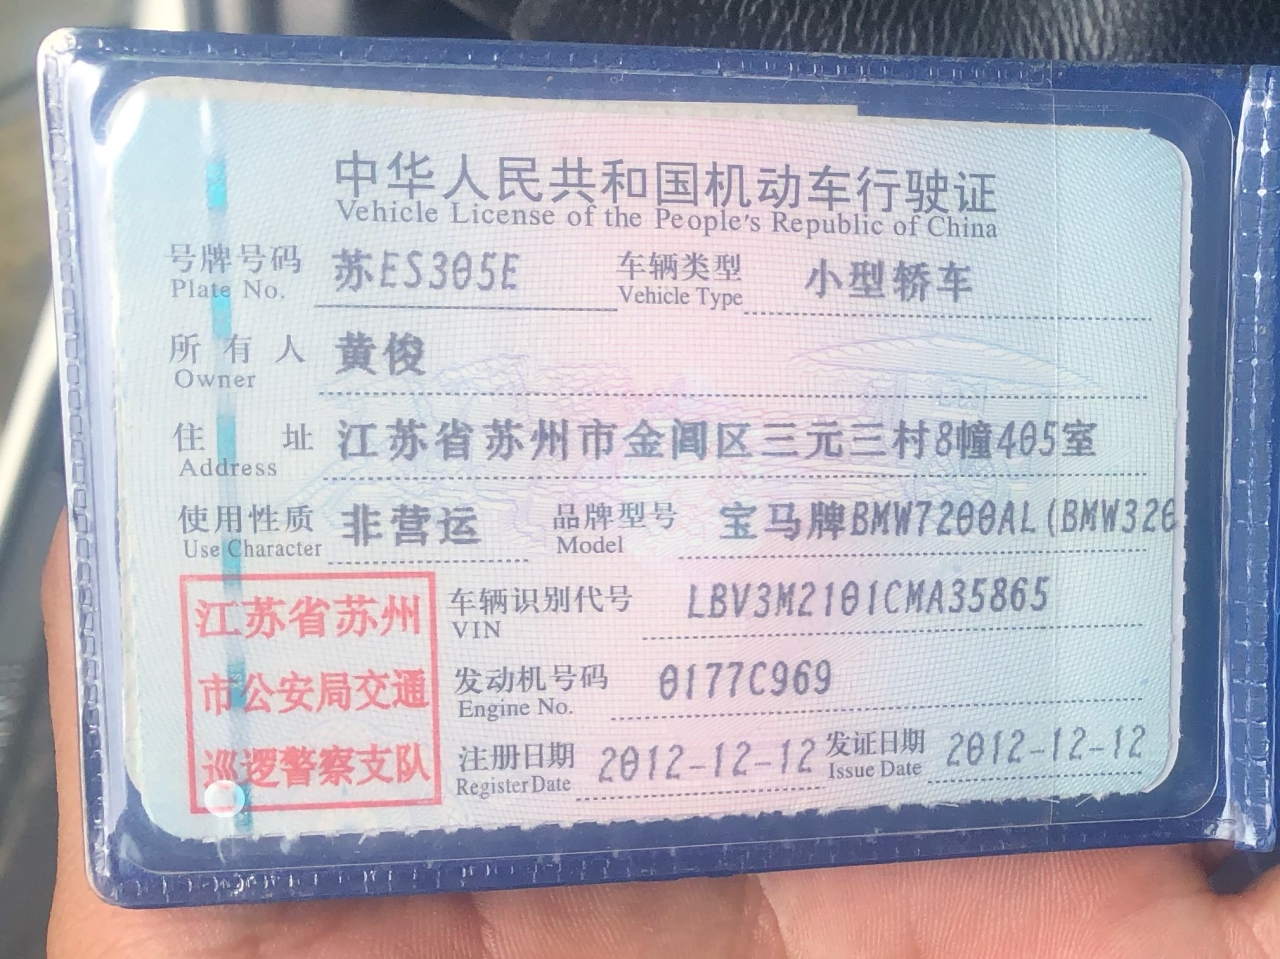 中华人民共和国机动车行驶证
Vehicle License of the People's Republic of China
号牌号码 苏ES305E 车辆类型 小型轿车
Plate No. Vehicle Type
所有人 黄俊
Owner
住址 江苏省苏州市金阊区三元三村8幢405室
Address
使用性质 非营运 品牌型号 宝马牌BMW7200AL(BMW320
Use Character Model
江苏省苏州
市公安局交通
巡逻警察支队
车辆识别代号 LBV3M2101CMA35865
VIN
发动机号码 0177C969
Engine No.
注册日期 2012-12-12 发证日期 2012-12-12
Register Date Issue Date